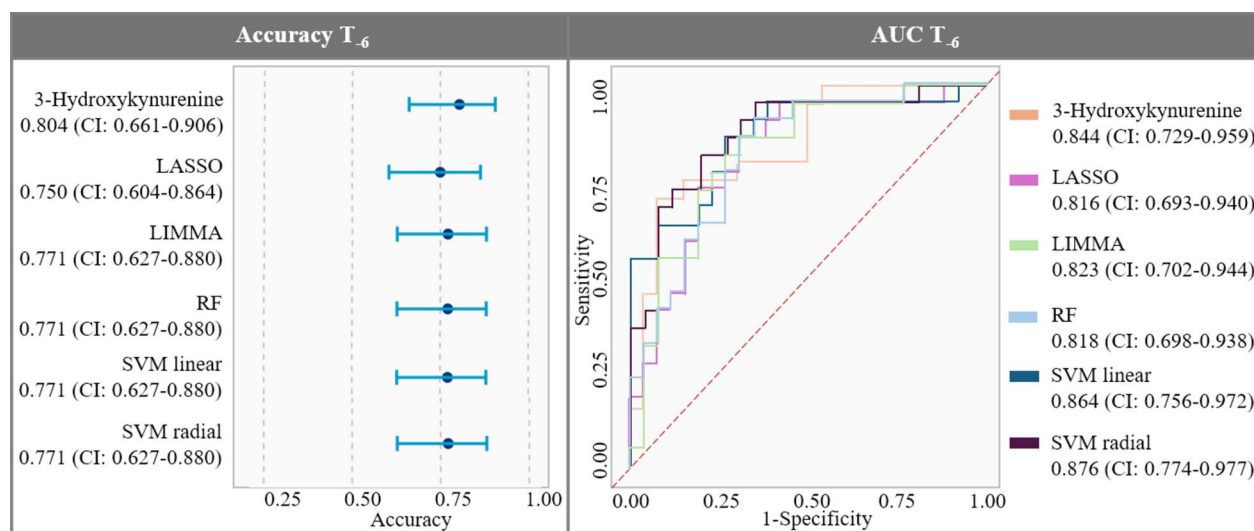 Accuracy T-6
3-Hydroxykynurenine
0.804 (CI: 0.661-0.906)
LASSO
0.750 (CI: 0.604-0.864)
LIMMA
0.771 (CI: 0.627-0.880)
RF
0.771 (CI: 0.627-0.880)
SVM linear
0.771 (CI: 0.627-0.880)
SVM radial
0.771 (CI: 0.627-0.880)
0.25 0.50 0.75 1.00
Accuracy
AUC T-6
Sensitivity
1.00
0.75
0.50
0.25
0.00
0.00 0.25 0.50 0.75 1.00
1-Specificity
3-Hydroxykynurenine
0.844 (CI: 0.729-0.959)
LASSO
0.816 (CI: 0.693-0.940)
LIMMA
0.823 (CI: 0.702-0.944)
RF
0.818 (CI: 0.698-0.938)
SVM linear
0.864 (CI: 0.756-0.972)
SVM radial
0.876 (CI: 0.774-0.977)